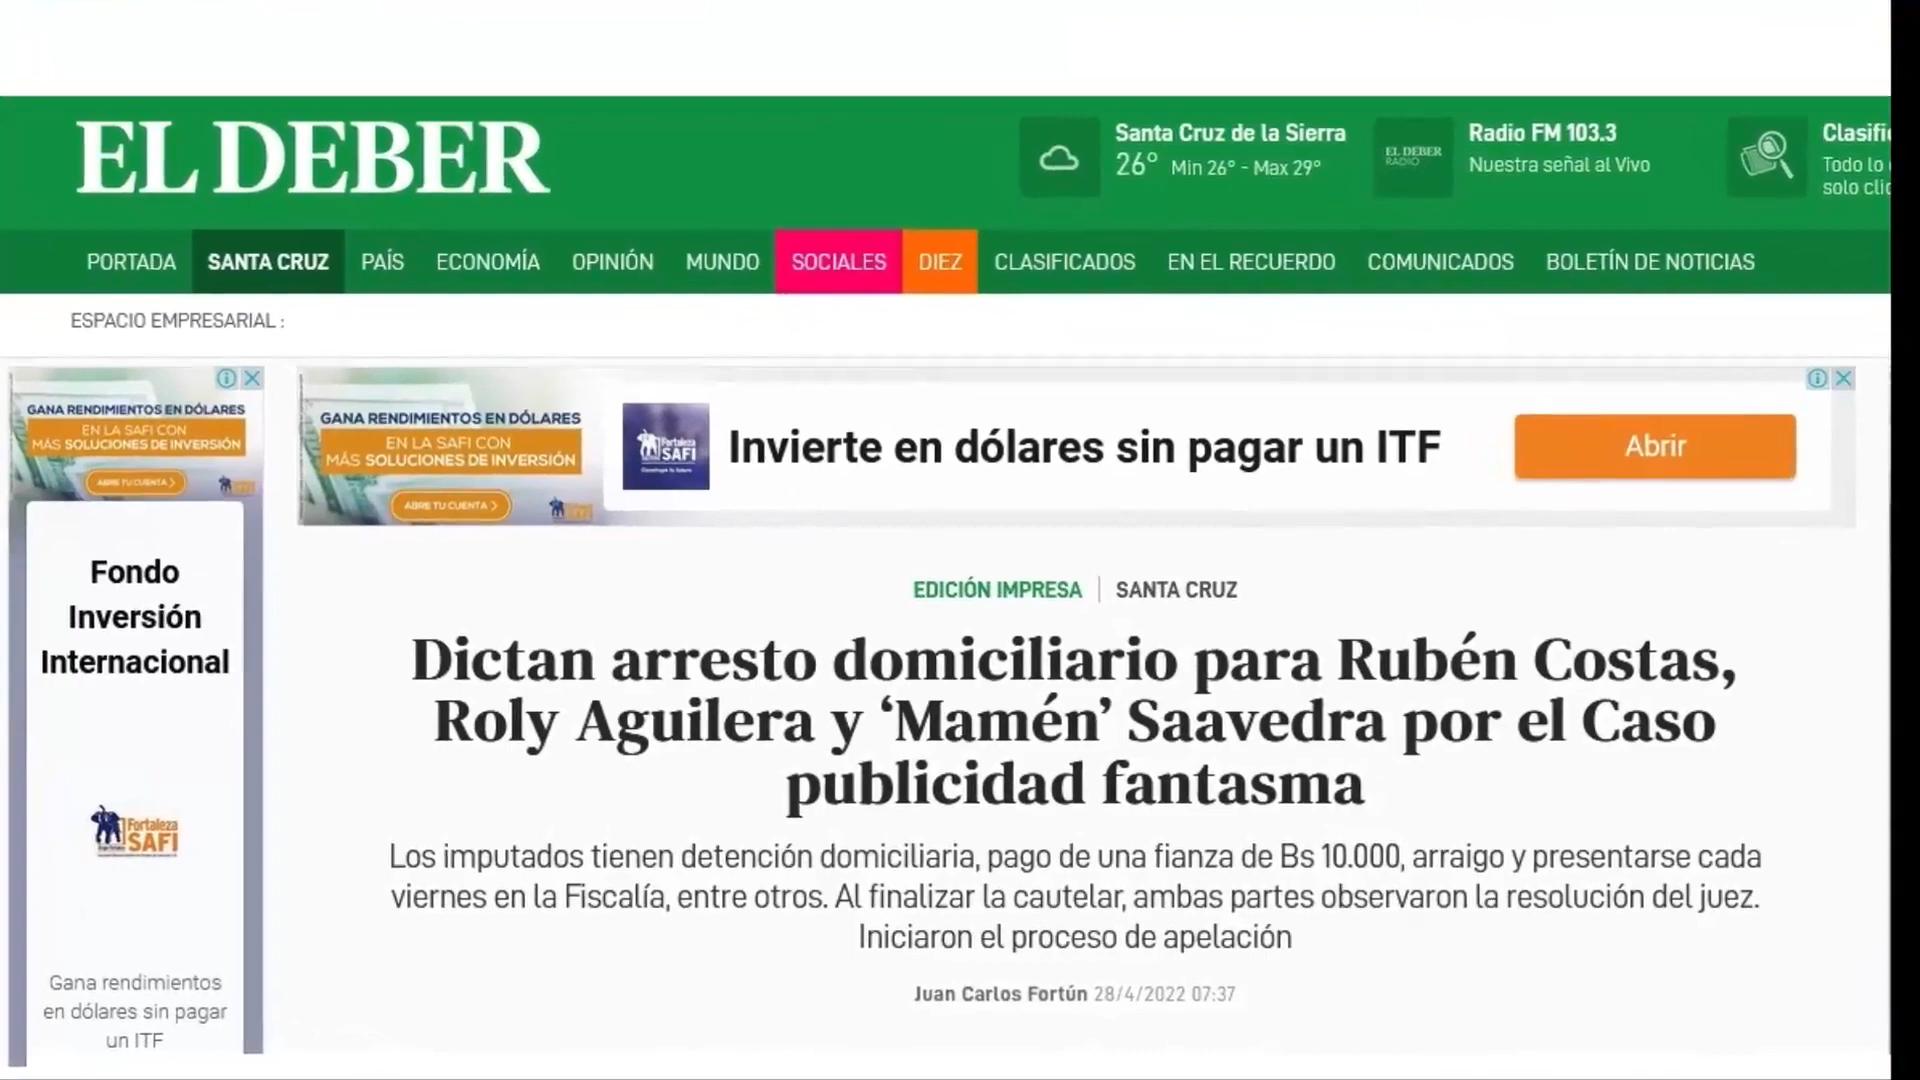 EL DEBER
Santa Cruz de la Sierra
26° Min 26° - Max 29°
EL DEBER
RADIO
Radio FM 103.3
Nuestra señal al Vivo
Clasifi
Todo lo
solo clic
PORTADA SANTA CRUZ PAÍS ECONOMÍA OPINIÓN MUNDO SOCIALES DIEZ CLASIFICADOS EN EL RECUERDO COMUNICADOS BOLETÍN DE NOTICIAS
ESPACIO EMPRESARIAL :
GANA RENDIMIENTOS EN DÓLARES
EN LA SAFI CON
MÁS SOLUCIONES DE INVERSIÓN
ABRE TU CUENTA >
Fondo
Inversión
Internacional
Fortaleza
SAFI
Gana rendimientos
en dólares sin pagar
un ITF
GANA RENDIMIENTOS EN DÓLARES
EN LA SAFI CON
MÁS SOLUCIONES DE INVERSIÓN
ABRE TU CUENTA >
Fortaleza
SAFI
Invierte en dólares sin pagar un ITF
Abrir
EDICIÓN IMPRESA | SANTA CRUZ
Dictan arresto domiciliario para Rubén Costas,
Roly Aguilera y ‘Mamén’ Saavedra por el Caso
publicidad fantasma
Los imputados tienen detención domiciliaria, pago de una fianza de Bs 10.000, arraigo y presentarse cada
viernes en la Fiscalía, entre otros. Al finalizar la cautelar, ambas partes observaron la resolución del juez.
Iniciaron el proceso de apelación
Juan Carlos Fortún 28/4/2022 07:37